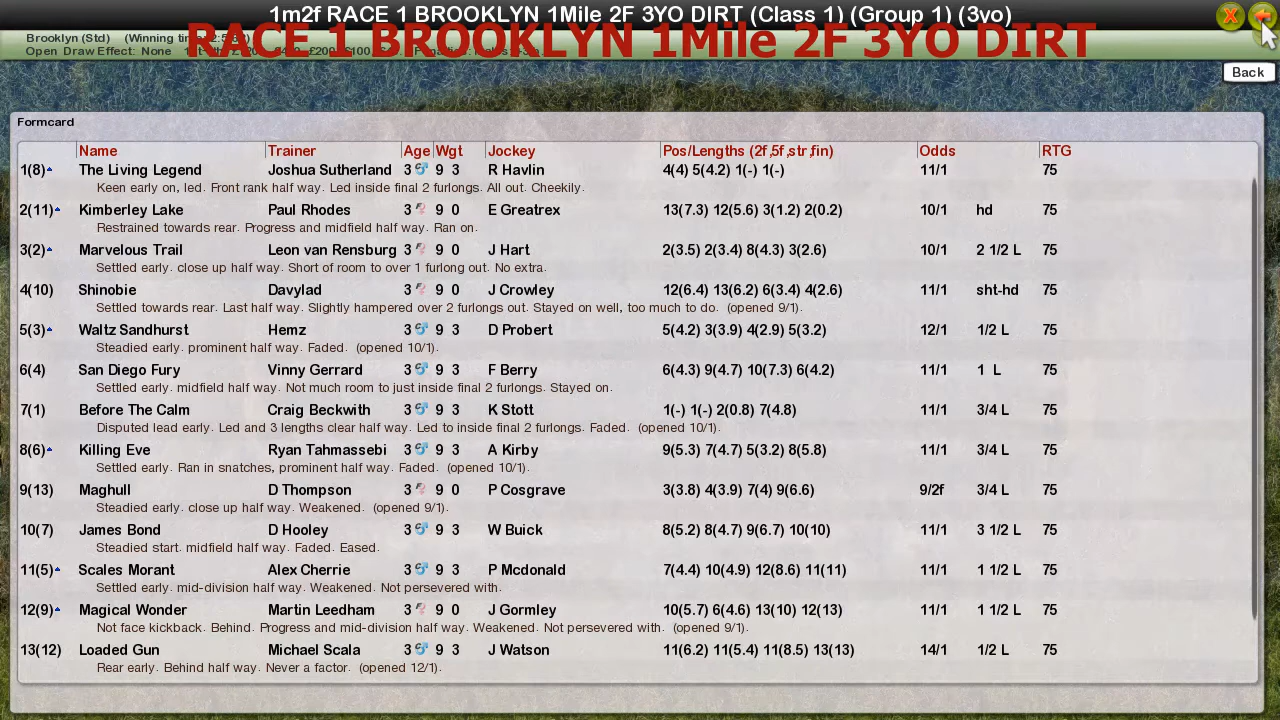 1m2f RACE 1 BROOKLYN 1Mile 2F 3YO DIRT (Class 1) (Group 1) (3yo)
RACE 1 BROOKLYN 1Mile 2F 3YO DIRT
Brooklyn (Std) (Winning time
Open Draw Effect: None
Back
Formcard
Name Trainer Age Wgt Jockey Pos/Lengths (2f,5f,str,fin) Odds RTG
1(8) The Living Legend Joshua Sutherland 3 9 3 R Havlin 4(4) 5(4.2) 1(-) 1(-) 11/1 75
Keen early on, led. Front rank half way. Led inside final 2 furlongs. All out. Cheekily.
2(11) Kimberley Lake Paul Rhodes 3 9 0 E Greatrex 13(7.3) 12(5.6) 3(1.2) 2(0.2) 10/1 hd 75
Restrained towards rear. Progress and midfield half way. Ran on.
3(2) Marvelous Trail Leon van Rensburg 3 9 0 J Hart 2(3.5) 2(3.4) 8(4.3) 3(2.6) 10/1 2 1/2 L 75
Settled early. close up half way. Short of room to over 1 furlong out. No extra.
4(10) Shinobie Davylad 3 9 0 J Crowley 12(6.4) 13(6.2) 6(3.4) 4(2.6) 11/1 sht-hd 75
Settled towards rear. Last half way. Slightly hampered over 2 furlongs out. Stayed on well, too much to do. (opened 9/1).
5(3) Waltz Sandhurst Hemz 3 9 3 D Probert 5(4.2) 3(3.9) 4(2.9) 5(3.2) 12/1 1/2 L 75
Steadied early. prominent half way. Faded. (opened 10/1).
6(4) San Diego Fury Vinny Gerrard 3 9 3 F Berry 6(4.3) 9(4.7) 10(7.3) 6(4.2) 11/1 1 L 75
Settled early. midfield half way. Not much room to just inside final 2 furlongs. Stayed on.
7(1) Before The Calm Craig Beckwith 3 9 3 K Stott 1(-) 1(-) 2(0.8) 7(4.8) 11/1 3/4 L 75
Disputed lead early. Led and 3 lengths clear half way. Led to inside final 2 furlongs. Faded. (opened 10/1).
8(6) Killing Eve Ryan Tahmassebi 3 9 3 A Kirby 9(5.3) 7(4.7) 5(3.2) 8(5.8) 11/1 3/4 L 75
Settled early. Ran in snatches, prominent half way. Faded. (opened 10/1).
9(13) Maghull D Thompson 3 9 0 P Cosgrave 3(3.8) 4(3.9) 7(4) 9(6.6) 9/2f 3/4 L 75
Steadied early. close up half way. Weakened. (opened 9/1).
10(7) James Bond D Hooley 3 9 3 W Buick 8(5.2) 8(4.7) 9(6.7) 10(10) 11/1 3 1/2 L 75
Steadied start. midfield half way. Faded. Eased.
11(5) Scales Morant Alex Cherrie 3 9 3 P Mcdonald 7(4.4) 10(4.9) 12(8.6) 11(11) 11/1 1 1/2 L 75
Settled early. mid-division half way. Weakened. Not persevered with.
12(9) Magical Wonder Martin Leedham 3 9 0 J Gormley 10(5.7) 6(4.6) 13(10) 12(13) 11/1 1 1/2 L 75
Not face kickback. Behind. Progress and mid-division half way. Weakened. Not persevered with. (opened 9/1).
13(12) Loaded Gun Michael Scala 3 9 3 J Watson 11(6.2) 11(5.4) 11(8.5) 13(13) 14/1 1/2 L 75
Rear early. Behind half way. Never a factor. (opened 12/1).